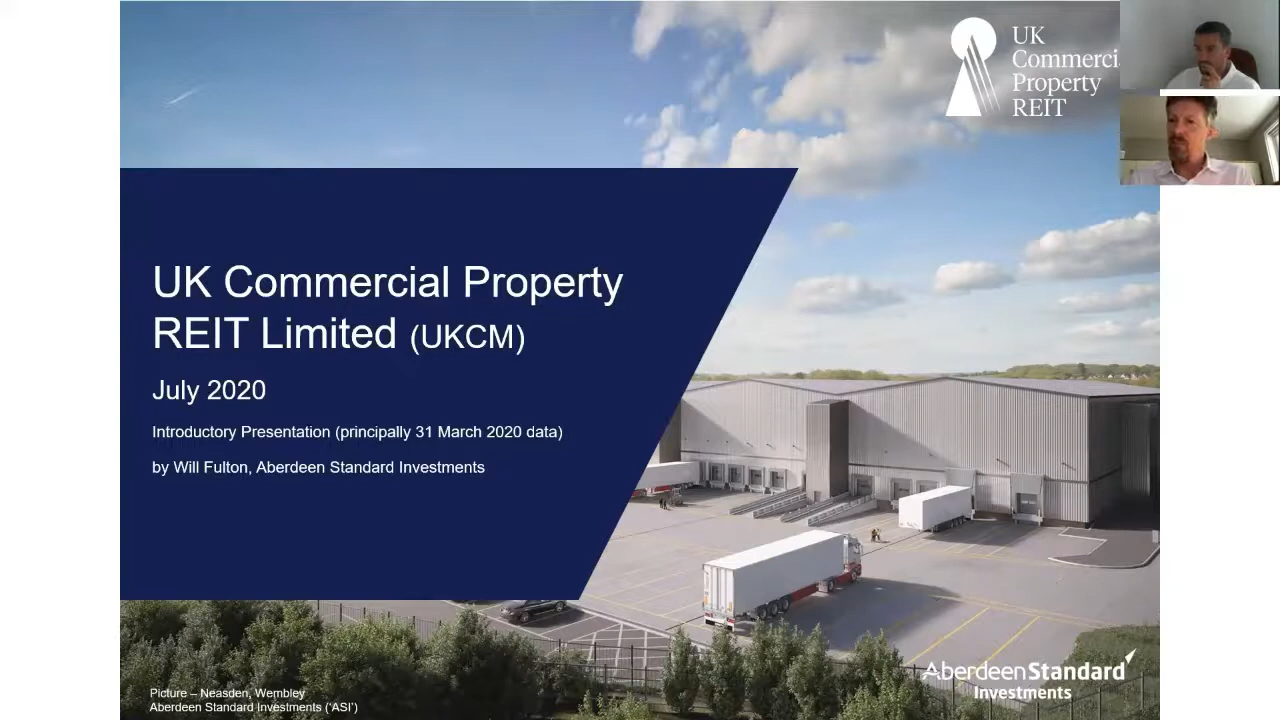 UK
Commercia
Property
REIT
UK Commercial Property
REIT Limited (UKCM)
July 2020
Introductory Presentation (principally 31 March 2020 data)
by Will Fulton, Aberdeen Standard Investments
Picture – Neasden, Wembley
Aberdeen Standard Investments (‘ASI’)
AberdeenStandard
Investments